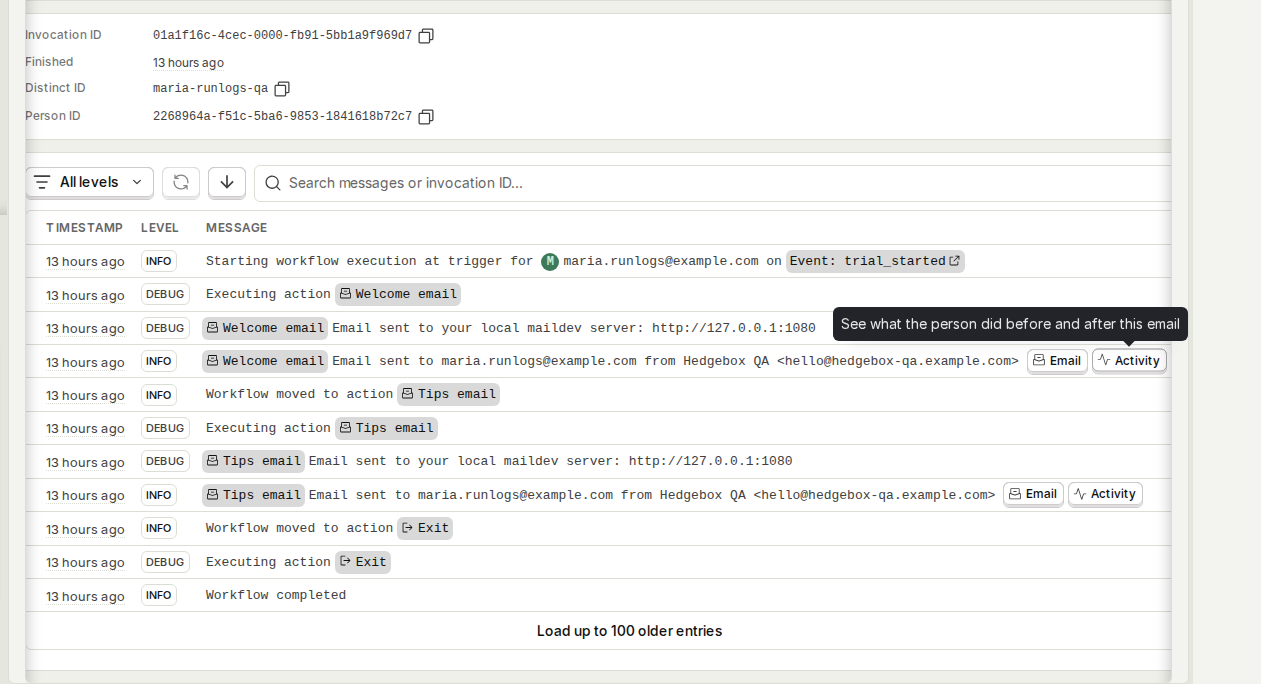 Invocation ID 01a1f16c-4cec-0000-fb91-5bb1a9f969d7
Finished 13 hours ago
Distinct ID maria-runlogs-qa
Person ID 2268964a-f51c-5ba6-9853-1841618b72c7
All levels Search messages or invocation ID...
TIMESTAMP LEVEL MESSAGE
13 hours ago INFO Starting workflow execution at trigger for M maria.runlogs@example.com on Event: trial_started
13 hours ago DEBUG Executing action Welcome email
See what the person did before and after this email
13 hours ago DEBUG Welcome email Email sent to your local maildev server: http://127.0.0.1:1080
13 hours ago INFO Welcome email Email sent to maria.runlogs@example.com from Hedgebox QA <hello@hedgebox-qa.example.com> Email Activity
13 hours ago INFO Workflow moved to action Tips email
13 hours ago DEBUG Executing action Tips email
13 hours ago DEBUG Tips email Email sent to your local maildev server: http://127.0.0.1:1080
13 hours ago INFO Tips email Email sent to maria.runlogs@example.com from Hedgebox QA <hello@hedgebox-qa.example.com> Email Activity
13 hours ago INFO Workflow moved to action Exit
13 hours ago DEBUG Executing action Exit
13 hours ago INFO Workflow completed
Load up to 100 older entries